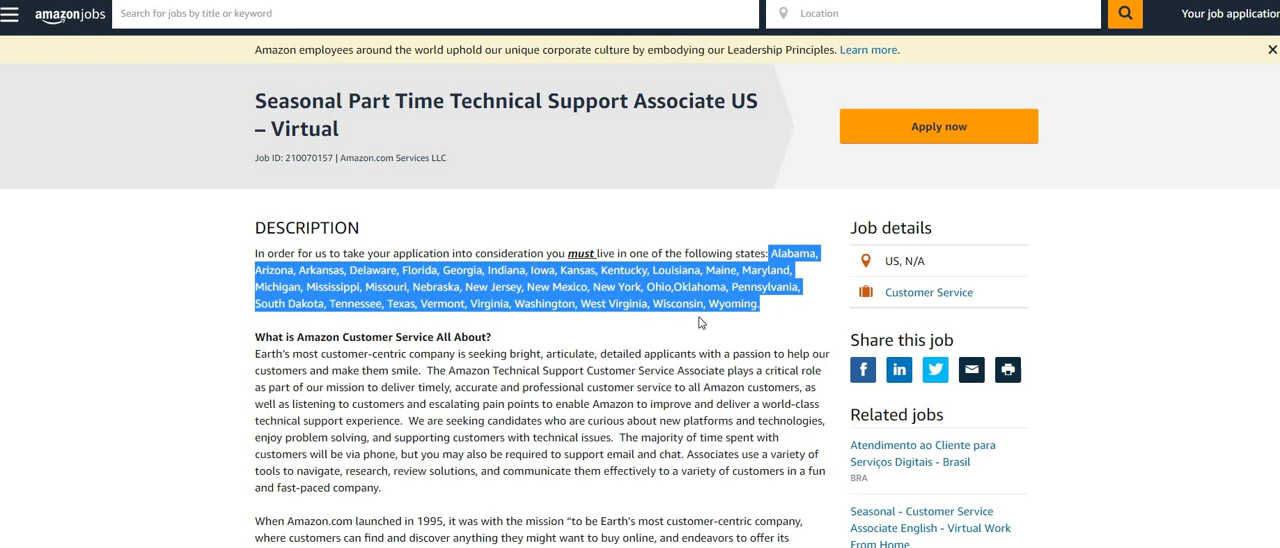 amazonjobs
Search for jobs by title or keyword
Location
Your job application
Amazon employees around the world uphold our unique corporate culture by embodying our Leadership Principles. Learn more.
Seasonal Part Time Technical Support Associate US
– Virtual
Job ID: 210070157 | Amazon.com Services LLC
Apply now
DESCRIPTION
In order for us to take your application into consideration you must live in one of the following states: Alabama,
Arizona, Arkansas, Delaware, Florida, Georgia, Indiana, Iowa, Kansas, Kentucky, Louisiana, Maine, Maryland,
Michigan, Mississippi, Missouri, Nebraska, New Jersey, New Mexico, New York, Ohio,Oklahoma, Pennsylvania,
South Dakota, Tennessee, Texas, Vermont, Virginia, Washington, West Virginia, Wisconsin, Wyoming.
What is Amazon Customer Service All About?
Earth's most customer-centric company is seeking bright, articulate, detailed applicants with a passion to help our
customers and make them smile. The Amazon Technical Support Customer Service Associate plays a critical role
as part of our mission to deliver timely, accurate and professional customer service to all Amazon customers, as
well as listening to customers and escalating pain points to enable Amazon to improve and deliver a world-class
technical support experience. We are seeking candidates who are curious about new platforms and technologies,
enjoy problem solving, and supporting customers with technical issues. The majority of time spent with
customers will be via phone, but you may also be required to support email and chat. Associates use a variety of
tools to navigate, research, review solutions, and communicate them effectively to a variety of customers in a fun
and fast-paced company.
When Amazon.com launched in 1995, it was with the mission “to be Earth's most customer-centric company,
where customers can find and discover anything they might want to buy online, and endeavors to offer its
Job details
US, N/A
Customer Service
Share this job
Related jobs
Atendimento ao Cliente para
Serviços Digitais - Brasil
BRA
Seasonal - Customer Service
Associate English - Virtual Work
From Home